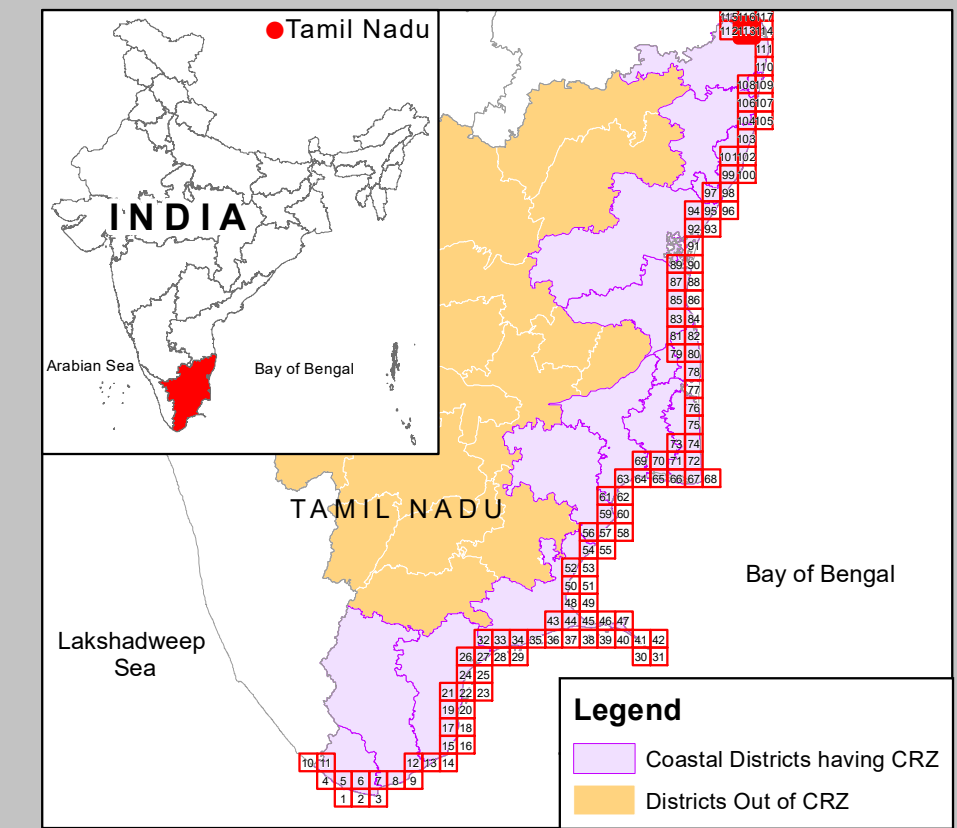 Tamil Nadu
INDIA
Arabian Sea
Bay of Bengal
115 116 117
112 113 114
111
110
108 109
106 107
104 105
103
101 102
99 100
97 98
94 95 96
92 93
91
89 90
87 88
85 86
83 84
81 82
79 80
78
77
76
75
73 74
69 70 71 72
63 64 65 66 67 68
61 62
TAMIL NADU
59 60
56 57 58
54 55
52 53
Bay of Bengal
50 51
48 49
43 44 45 46 47
32 33 34 35 36 37 38 39 40 41 42
Lakshadweep
Sea
26 27 28 29 30 31
24 25
21 22 23
19 20
17 18
15 16
10 11 12 13 14
4 5 6 7 8 9
1 2 3
Legend
Coastal Districts having CRZ
Districts Out of CRZ